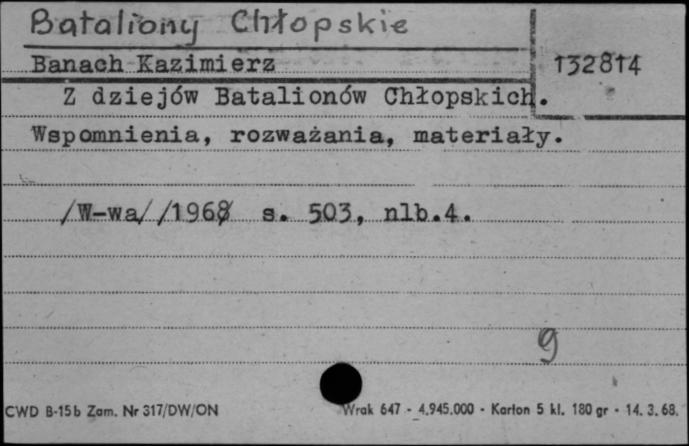 Bataliony Chłopskie
Banach Kazimierz
132814
Z dziejów Batalionów Chłopskich.
Wspomnienia, rozważania, materiały.
/W-wa/ /1968 s. 503, nlb.4.
9
CWD B-15b Zam. Nr 317/DW/ON
Wrak 647 - 4.945.000 - Karton 5 kl. 180 gr - 14. 3. 68.